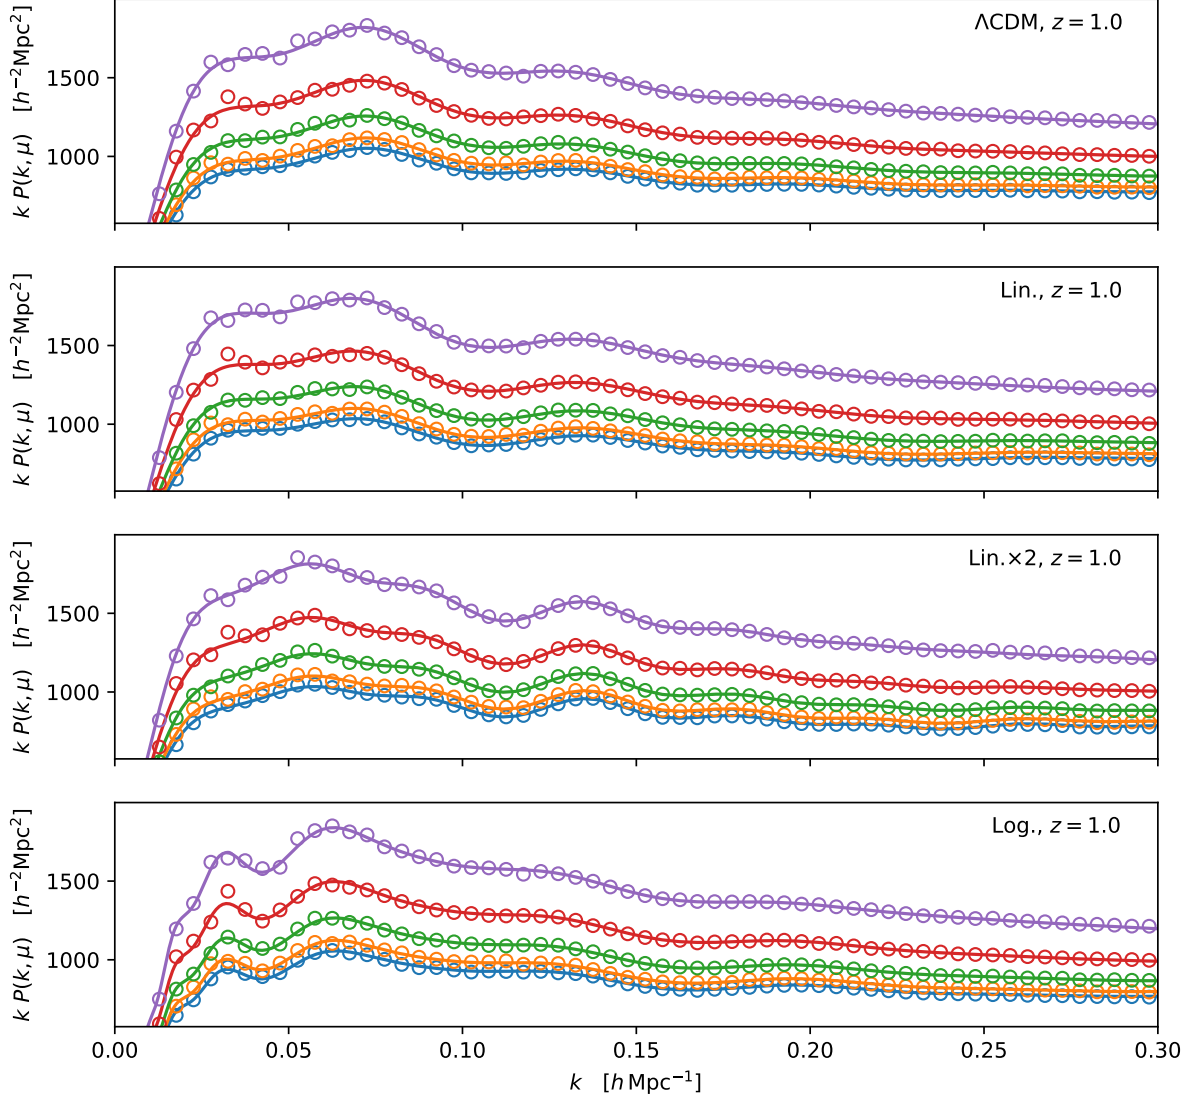 ΛCDM, z = 1.0
1500
1000
k P(k, μ) [h⁻²Mpc²]
Lin., z = 1.0
1500
1000
k P(k, μ) [h⁻²Mpc²]
Lin.×2, z = 1.0
1500
1000
k P(k, μ) [h⁻²Mpc²]
Log., z = 1.0
1500
1000
k P(k, μ) [h⁻²Mpc²]
0.00 0.05 0.10 0.15 0.20 0.25 0.30
k [h Mpc⁻¹]